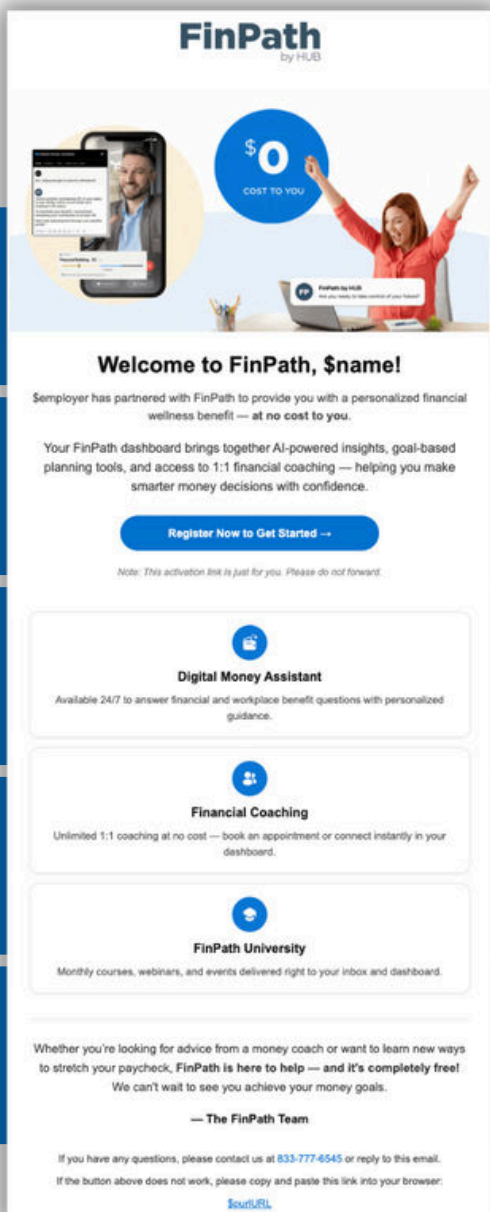 FinPath
by HUB
$0
COST TO YOU
FP
FinPath by HUB
Are you ready to take control of your future?
Welcome to FinPath, $name!
$employer has partnered with FinPath to provide you with a personalized financial
wellness benefit — at no cost to you.
Your FinPath dashboard brings together AI-powered insights, goal-based
planning tools, and access to 1:1 financial coaching — helping you make
smarter money decisions with confidence.
Register Now to Get Started →
Note: This activation link is just for you. Please do not forward.
Digital Money Assistant
Available 24/7 to answer financial and workplace benefit questions with personalized
guidance.
Financial Coaching
Unlimited 1:1 coaching at no cost — book an appointment or connect instantly in your
dashboard.
FinPath University
Monthly courses, webinars, and events delivered right to your inbox and dashboard.
Whether you're looking for advice from a money coach or want to learn new ways
to stretch your paycheck, FinPath is here to help — and it's completely free!
We can't wait to see you achieve your money goals.
— The FinPath Team
If you have any questions, please contact us at 833-777-6545 or reply to this email.
If the button above does not work, please copy and paste this link into your browser:
$purlURL